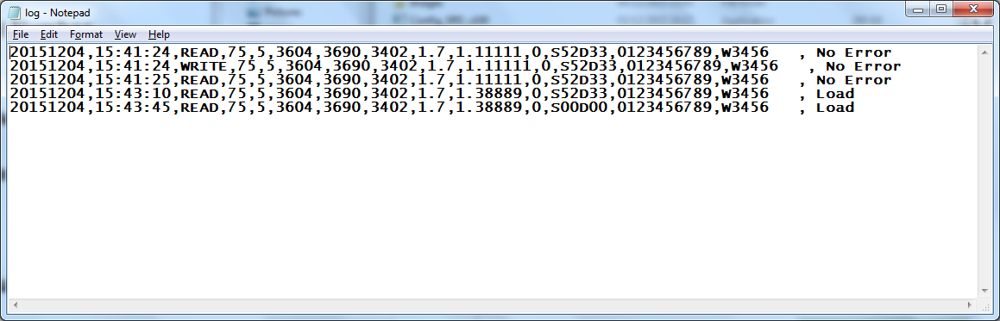 log - Notepad
File Edit Format View Help
20151204,15:41:24,READ,75,5,3604,3690,3402,1.7,1.11111,0,S52D33,0123456789,W3456   , No Error
20151204,15:41:24,WRITE,75,5,3604,3690,3402,1.7,1.11111,0,S52D33,0123456789,W3456   , No Error
20151204,15:41:25,READ,75,5,3604,3690,3402,1.7,1.11111,0,S52D33,0123456789,W3456   , No Error
20151204,15:43:10,READ,75,5,3604,3690,3402,1.7,1.38889,0,S52D33,0123456789,W3456   , Load
20151204,15:43:45,READ,75,5,3604,3690,3402,1.7,1.38889,0,S00D00,0123456789,W3456   , Load